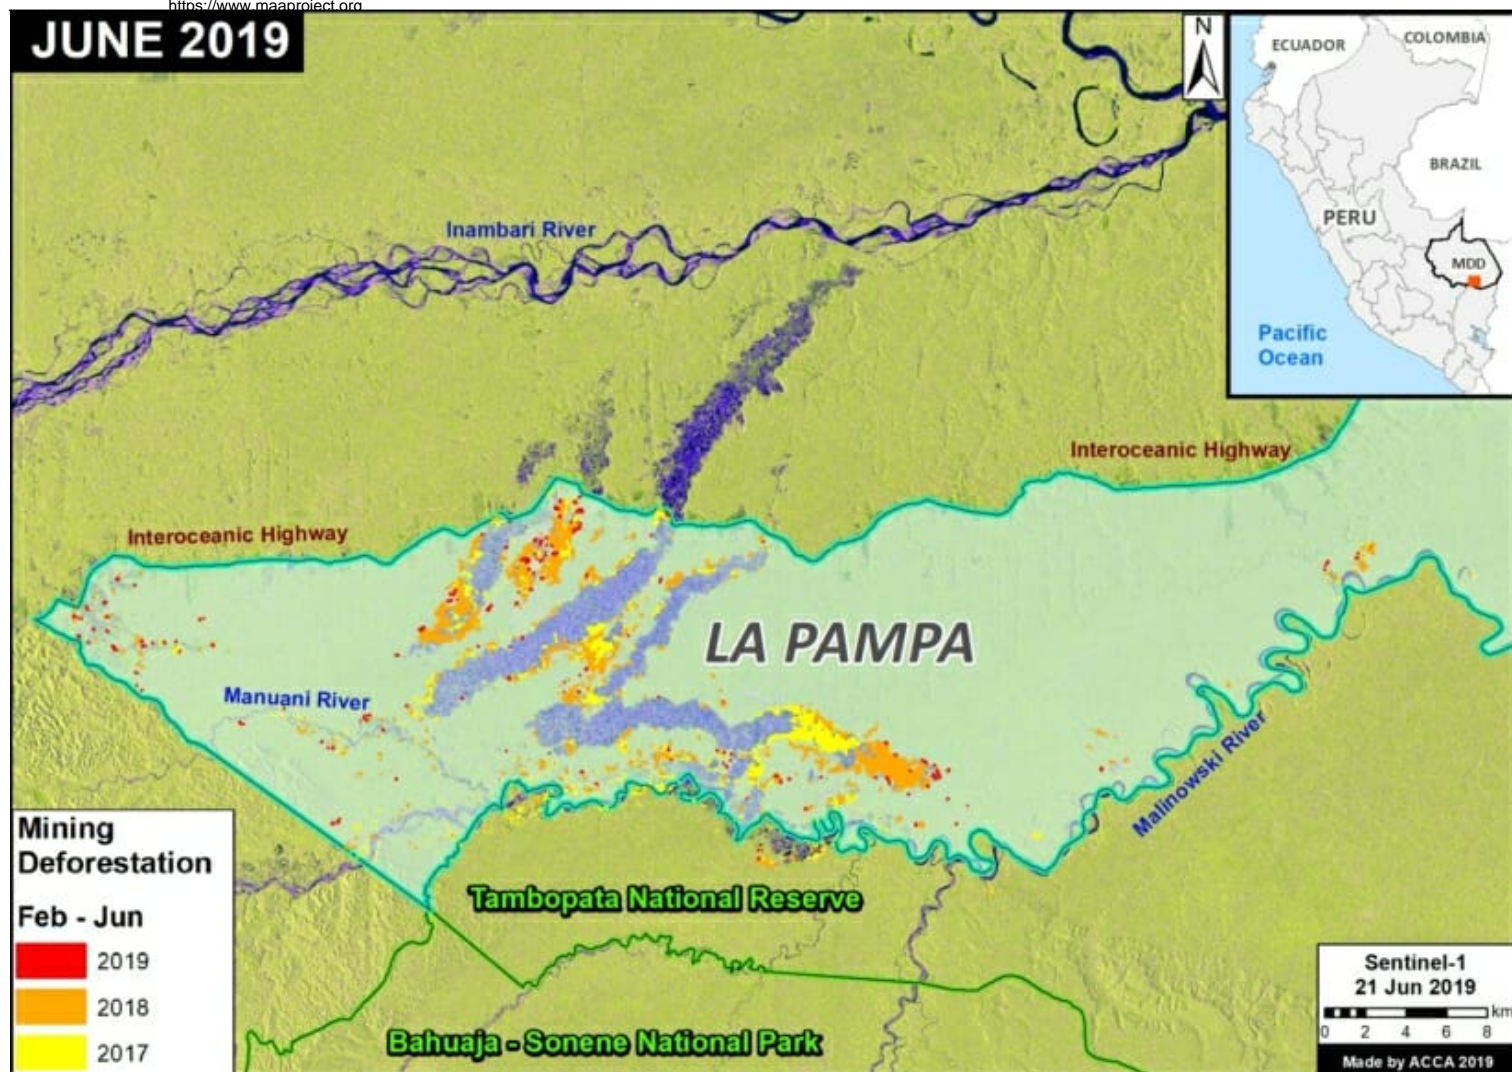 https://www.maaproject.org
JUNE 2019
N
ECUADOR
COLOMBIA
BRAZIL
PERU
MDD
Pacific
Ocean
Inambari River
Interoceanic Highway
Interoceanic Highway
LA PAMPA
Manuani River
Malinowski River
Tambopata National Reserve
Bahuaja - Sonene National Park
Mining
Deforestation
Feb - Jun
2019
2018
2017
Sentinel-1
21 Jun 2019
km
0 2 4 6 8
Made by ACCA 2019